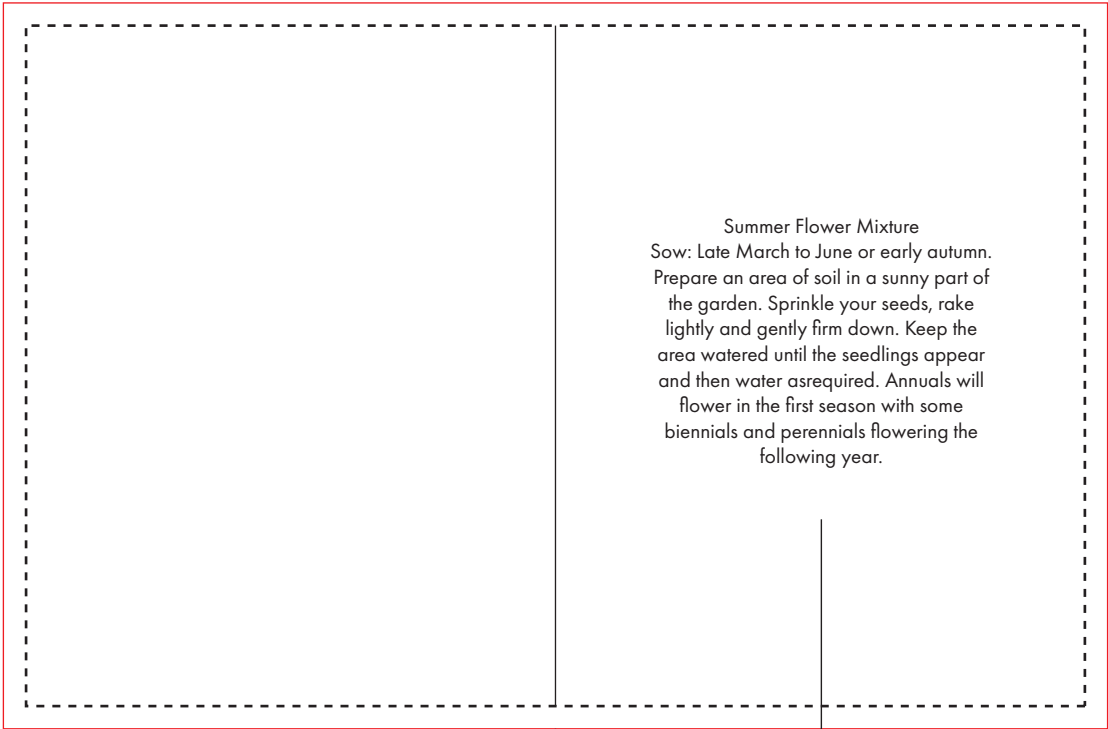 Summer Flower Mixture
Sow: Late March to June or early autumn.
Prepare an area of soil in a sunny part of
the garden. Sprinkle your seeds, rake
lightly and gently firm down. Keep the
area watered until the seedlings appear
and then water asrequired. Annuals will
flower in the first season with some
biennials and perennials flowering the
following year.